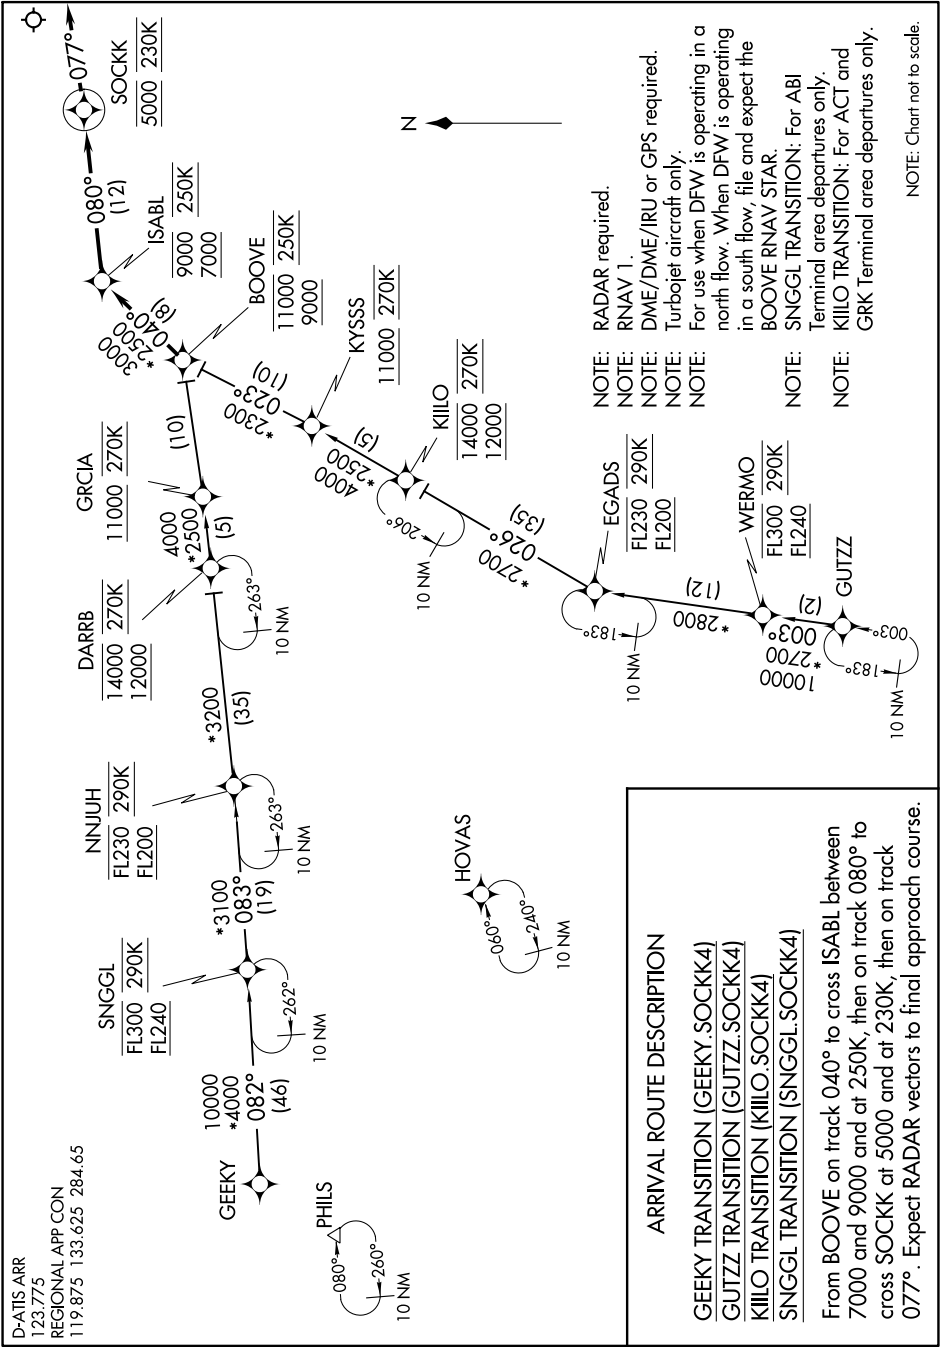 D-ATIS ARR
123.775
REGIONAL APP CON
119.875 133.625 284.65
PHILS
080°
260°
10 NM
GEEKY
10000
*4000
082°
(46)
SNGGL
FL300 290K
FL240
262°
10 NM
*3100
083°
(19)
NNJUH
FL230 290K
FL200
263°
10 NM
*3200
(35)
DARRB
14000 270K
12000
263°
10 NM
4000
*2500
(5)
GRCIA
11000 270K
(10)
BOOVE
11000 250K
9000
3000
*2500
040°
(8)
ISABL
9000 250K
7000
080°
(12)
SOCKK
5000 230K
077°
N
KYSSS
11000 270K
*2300
023°
(10)
KIILO
14000 270K
12000
4000
*2500
(5)
206°
10 NM
*2700
026°
(35)
EGADS
FL230 290K
FL200
183°
10 NM
*2800
(12)
WERMO
FL300 290K
FL240
10000
*2700
003°
(2)
GUTZZ
003°
183°
10 NM
HOVAS
060°
240°
10 NM
NOTE: RADAR required.
NOTE: RNAV 1.
NOTE: DME/DME/IRU or GPS required.
NOTE: Turbojet aircraft only.
NOTE: For use when DFW is operating in a
north flow. When DFW is operating
in a south flow, file and expect the
BOOVE RNAV STAR.
NOTE: SNGGL TRANSITION: For ABI
Terminal area departures only.
NOTE: KIILO TRANSITION: For ACT and
GRK Terminal area departures only.
NOTE: Chart not to scale.
ARRIVAL ROUTE DESCRIPTION
GEEKY TRANSITION (GEEKY.SOCKK4)
GUTZZ TRANSITION (GUTZZ.SOCKK4)
KIILO TRANSITION (KIILO.SOCKK4)
SNGGL TRANSITION (SNGGL.SOCKK4)
From BOOVE on track 040° to cross ISABL between
7000 and 9000 and at 250K, then on track 080° to
cross SOCKK at 5000 and at 230K, then on track
077°. Expect RADAR vectors to final approach course.